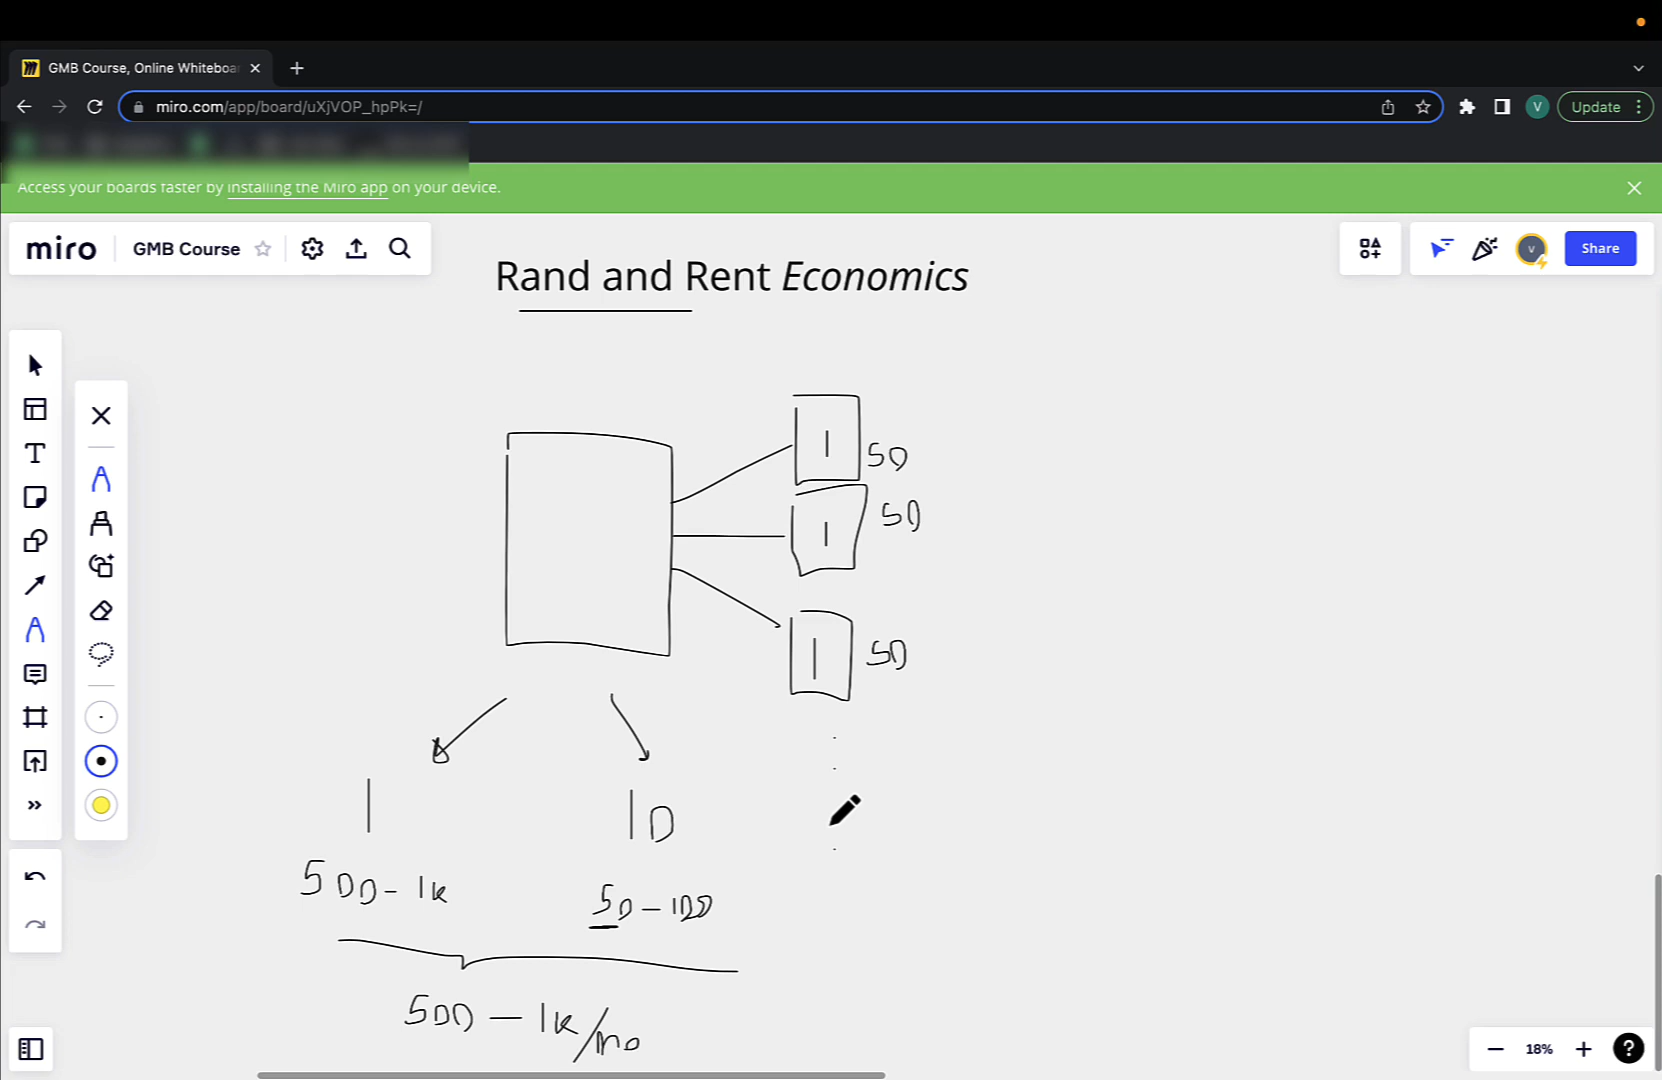 GMB Course, Online Whiteboa
miro.com/app/board/uXjVOP_hpPk=/
V
Update
Access your boards faster by installing the Miro app on your device.
miro
GMB Course
V
Share
Rand and Rent Economics
1
50
1
50
1
50
1
10
500 - 1k
50 - 100
500 - 1k/mo
18%